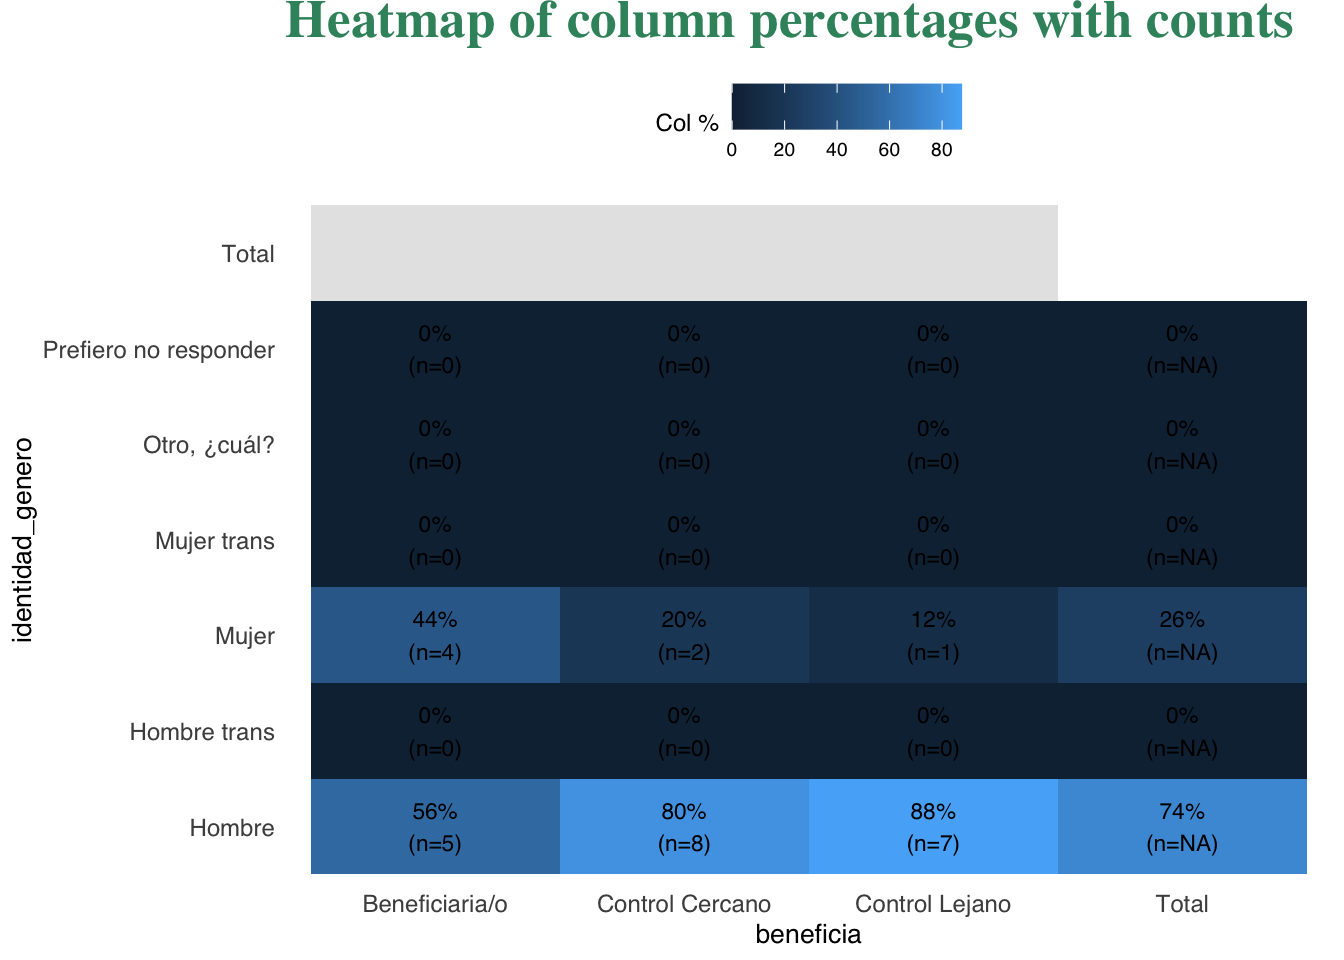 Heatmap of column percentages with counts
Col %
0 20 40 60 80
Total
Prefiero no responder
0% 0% 0% 0%
(n=0) (n=0) (n=0) (n=NA)
Otro, ¿cuál?
0% 0% 0% 0%
(n=0) (n=0) (n=0) (n=NA)
Mujer trans
0% 0% 0% 0%
(n=0) (n=0) (n=0) (n=NA)
Mujer
44% 20% 12% 26%
(n=4) (n=2) (n=1) (n=NA)
Hombre trans
0% 0% 0% 0%
(n=0) (n=0) (n=0) (n=NA)
Hombre
56% 80% 88% 74%
(n=5) (n=8) (n=7) (n=NA)
identidad_genero
Beneficiaria/o Control Cercano Control Lejano Total
beneficia